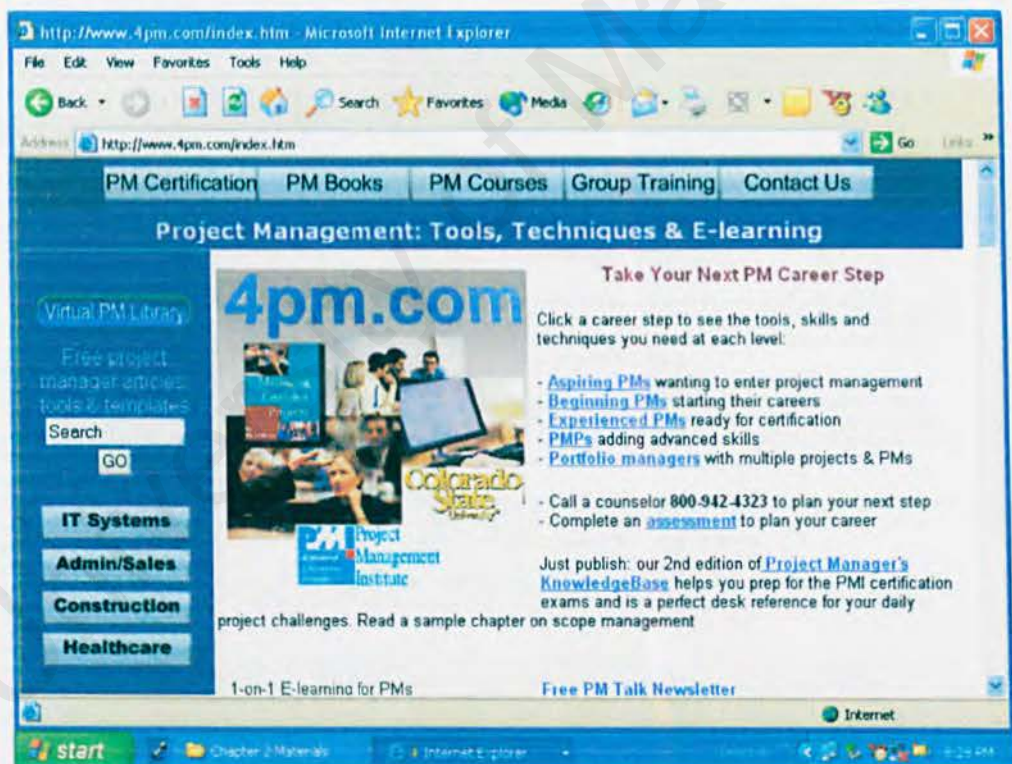 http://www.4pm.com/index.htm - Microsoft Internet Explorer
File Edit View Favorites Tools Help
Back Search Favorites Media
Address http://www.4pm.com/index.htm Go Links »
PM Certification PM Books PM Courses Group Training Contact Us
Project Management: Tools, Techniques & E-learning
Virtual PM Library
Free project
manager articles,
tools & templates
Search
GO
IT Systems
Admin/Sales
Construction
Healthcare
4pm.com
Colorado
State
University
PM Project
Management
Institute
Take Your Next PM Career Step
Click a career step to see the tools, skills and
techniques you need at each level:
- Aspiring PMs wanting to enter project management
- Beginning PMs starting their careers
- Experienced PMs ready for certification
- PMPs adding advanced skills
- Portfolio managers with multiple projects & PMs
- Call a counselor 800-942-4323 to plan your next step
- Complete an assessment to plan your career
Just publish: our 2nd edition of Project Manager's
KnowledgeBase helps you prep for the PMI certification
exams and is a perfect desk reference for your daily
project challenges. Read a sample chapter on scope management
1-on-1 E-learning for PMs
Free PM Talk Newsletter
Internet
start Chapter 2 Materials Internet Explorer